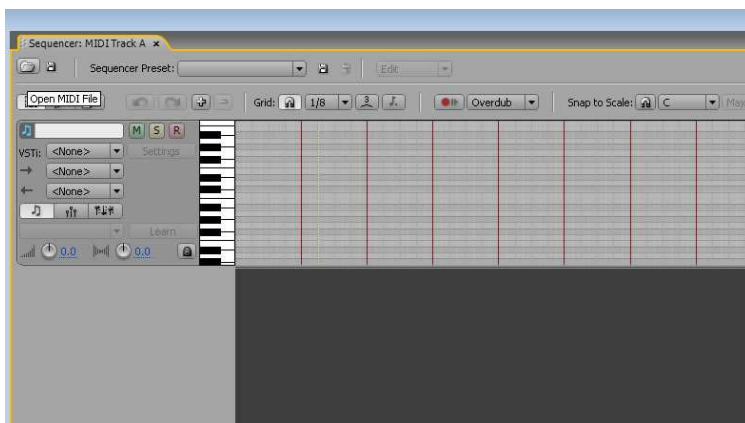 Sequencer: MIDI Track A ×
Sequencer Preset: Edit
Open MIDI File Grid: 1/8 3 Overdub Snap to Scale: C
M S R
VSTi: <None> Settings
<None>
<None>
Learn
0.0 0.0